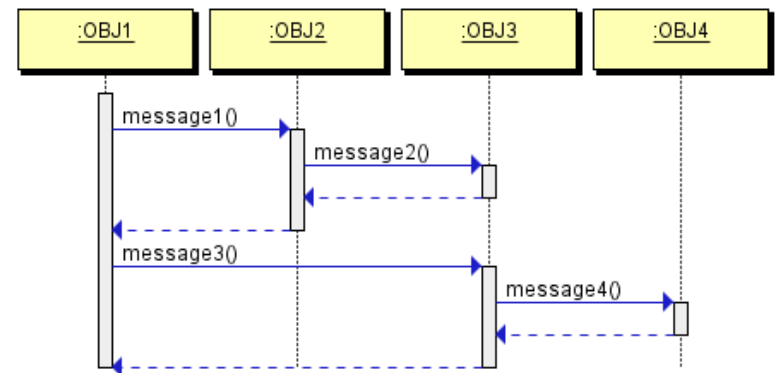 :OBJ1
:OBJ2
:OBJ3
:OBJ4
message1()
message2()
message3()
message4()